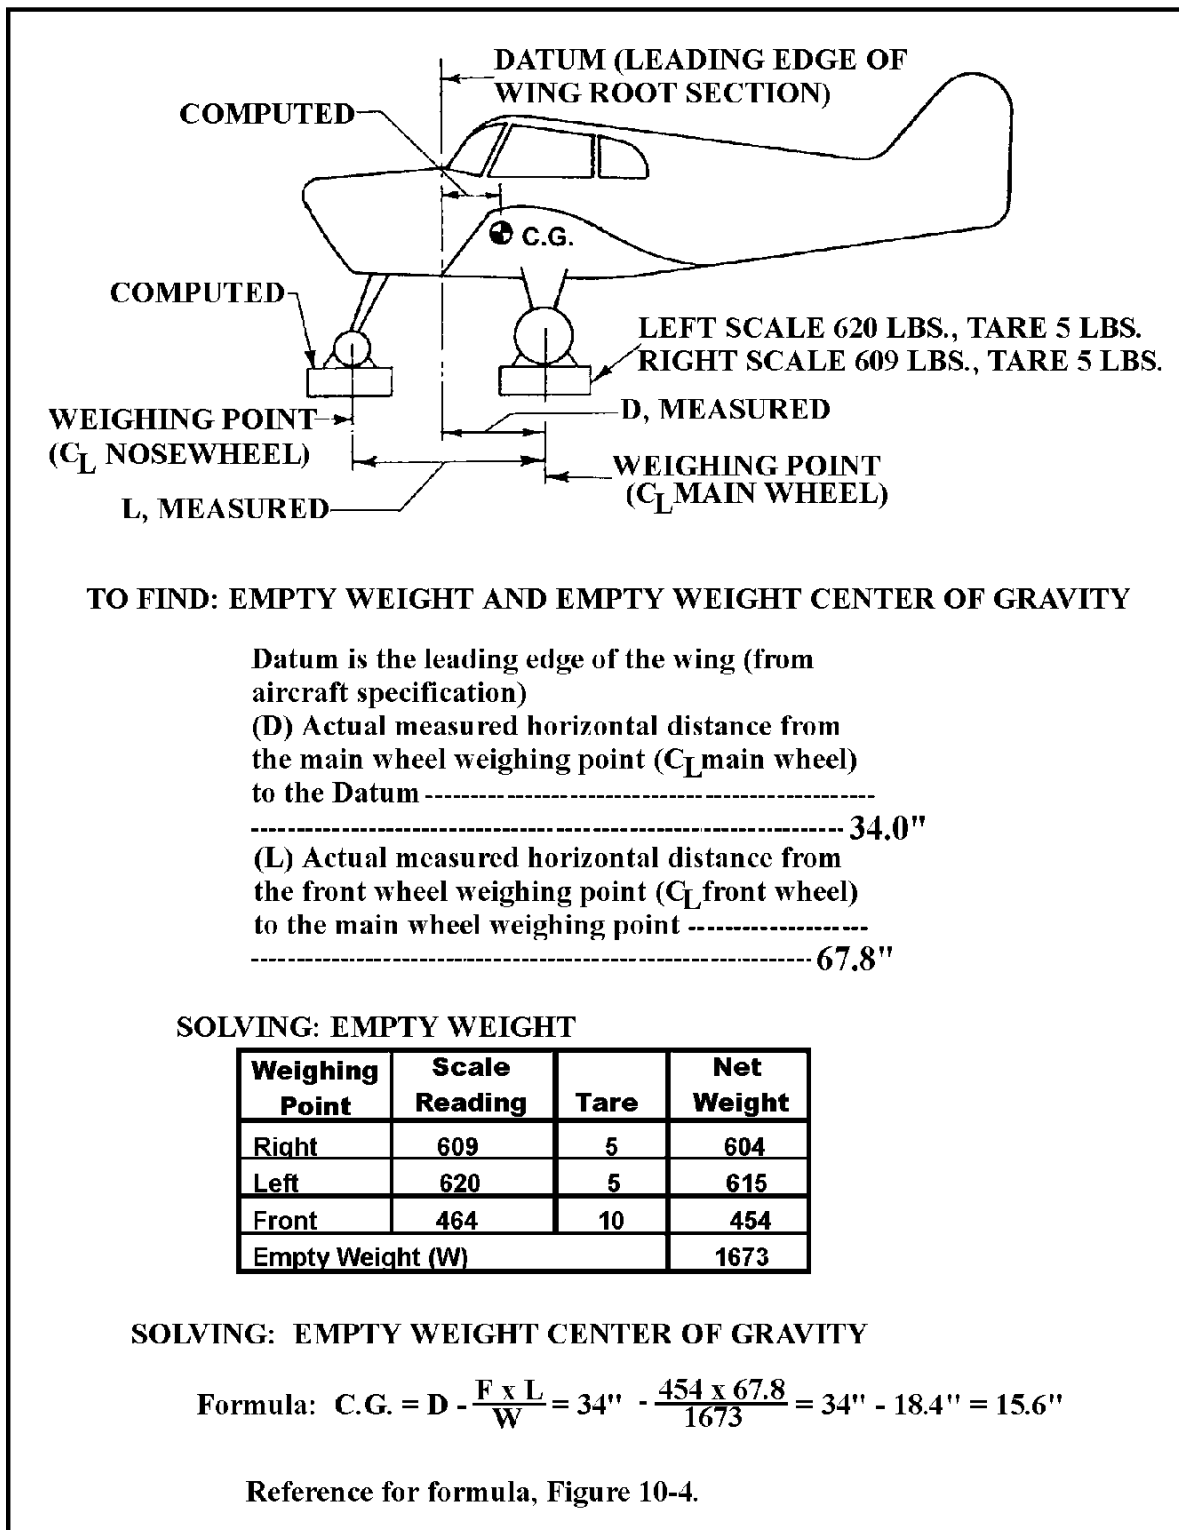 DATUM (LEADING EDGE OF
WING ROOT SECTION)
COMPUTED
C.G.
COMPUTED
LEFT SCALE 620 LBS., TARE 5 LBS.
RIGHT SCALE 609 LBS., TARE 5 LBS.
WEIGHING POINT
(CL NOSEWHEEL)
D, MEASURED
WEIGHING POINT
(CL MAIN WHEEL)
L, MEASURED
TO FIND: EMPTY WEIGHT AND EMPTY WEIGHT CENTER OF GRAVITY
Datum is the leading edge of the wing (from
aircraft specification)
(D) Actual measured horizontal distance from
the main wheel weighing point (CL main wheel)
to the Datum -------------------------------------------------
---------------------------------------------------------------- 34.0"
(L) Actual measured horizontal distance from
the front wheel weighing point (CL front wheel)
to the main wheel weighing point --------------------
------------------------------------------------------------- 67.8"
SOLVING: EMPTY WEIGHT
Weighing Point Scale Reading Tare Net Weight
Right 609 5 604
Left 620 5 615
Front 464 10 454
Empty Weight (W) 1673
SOLVING: EMPTY WEIGHT CENTER OF GRAVITY
Formula: C.G. = D - F x L / W = 34" - 454 x 67.8 / 1673 = 34" - 18.4" = 15.6"
Reference for formula, Figure 10-4.